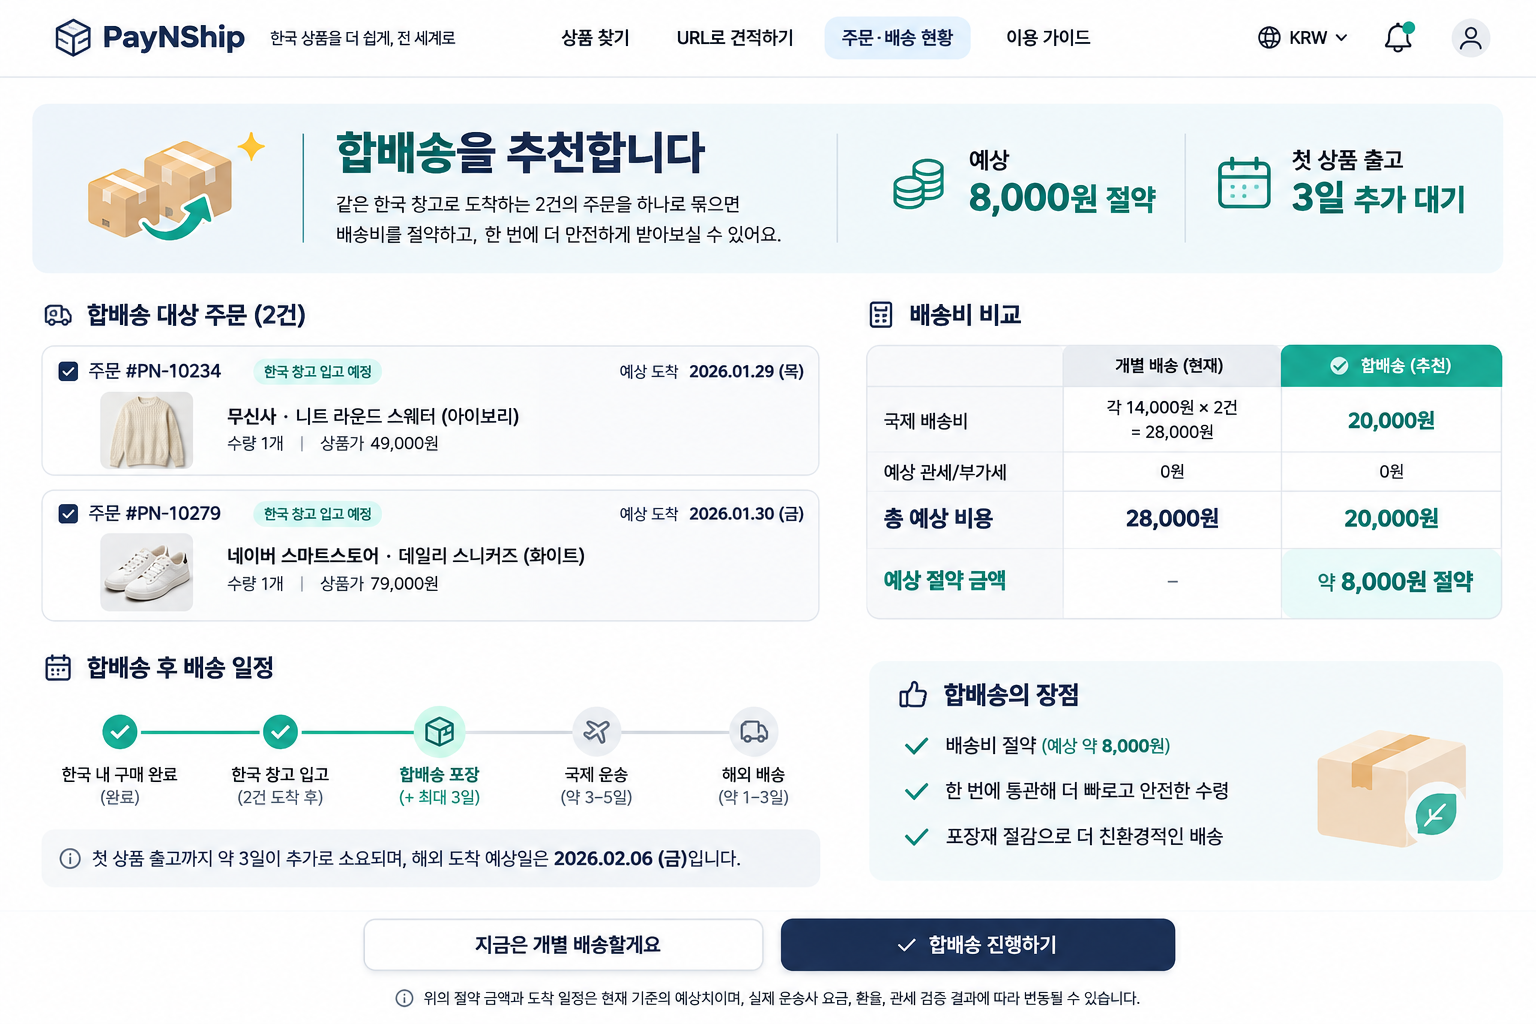 PayNShip
한국 상품을 더 쉽게, 전 세계로
상품 찾기
URL로 견적하기
주문·배송 현황
이용 가이드
KRW
합배송을 추천합니다
같은 한국 창고로 도착하는 2건의 주문을 하나로 묶으면
배송비를 절약하고, 한 번에 더 안전하게 받아보실 수 있어요.
예상
8,000원 절약
첫 상품 출고
3일 추가 대기
합배송 대상 주문 (2건)
주문 #PN-10234
한국 창고 입고 예정
예상 도착 2026.01.29 (목)
무신사 · 니트 라운드 스웨터 (아이보리)
수량 1개 | 상품가 49,000원
주문 #PN-10279
한국 창고 입고 예정
예상 도착 2026.01.30 (금)
네이버 스마트스토어 · 데일리 스니커즈 (화이트)
수량 1개 | 상품가 79,000원
배송비 비교
개별 배송 (현재)
합배송 (추천)
국제 배송비
각 14,000원 × 2건
= 28,000원
20,000원
예상 관세/부가세
0원
0원
총 예상 비용
28,000원
20,000원
예상 절약 금액
–
약 8,000원 절약
합배송 후 배송 일정
한국 내 구매 완료
(완료)
한국 창고 입고
(2건 도착 후)
합배송 포장
(+ 최대 3일)
국제 운송
(약 3–5일)
해외 배송
(약 1–3일)
첫 상품 출고까지 약 3일이 추가로 소요되며, 해외 도착 예상일은 2026.02.06 (금)입니다.
합배송의 장점
배송비 절약 (예상 약 8,000원)
한 번에 통관해 더 빠로고 안전한 수령
포장재 절감으로 더 친환경적인 배송
지금은 개별 배송할게요
합배송 진행하기
위의 절약 금액과 도착 일정은 현재 기준의 예상치이며, 실제 운송사 요금, 환율, 관세 검증 결과에 따라 변동될 수 있습니다.